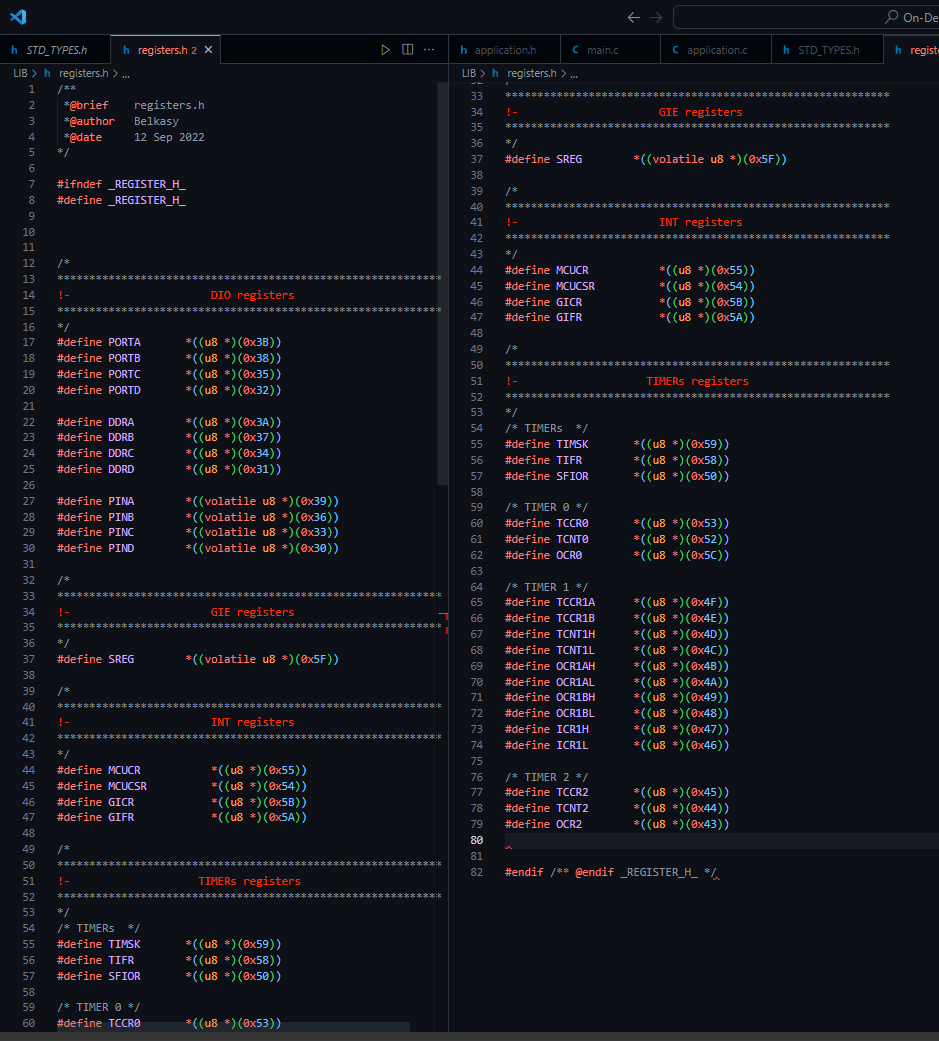 On-De
STD_TYPES.h
registers.h 2
LIB > h registers.h > ...
1 /**
2  *@brief    registers.h
3  *@author   Belkasy
4  *@date     12 Sep 2022
5 */
6
7 #ifndef _REGISTER_H_
8 #define _REGISTER_H_
9
10
11
12 /*
13 ************************************************************
14 !-                      DIO registers
15 ************************************************************
16 */
17 #define PORTA       *((u8 *)(0x3B))
18 #define PORTB       *((u8 *)(0x38))
19 #define PORTC       *((u8 *)(0x35))
20 #define PORTD       *((u8 *)(0x32))
21
22 #define DDRA        *((u8 *)(0x3A))
23 #define DDRB        *((u8 *)(0x37))
24 #define DDRC        *((u8 *)(0x34))
25 #define DDRD        *((u8 *)(0x31))
26
27 #define PINA        *((volatile u8 *)(0x39))
28 #define PINB        *((volatile u8 *)(0x36))
29 #define PINC        *((volatile u8 *)(0x33))
30 #define PIND        *((volatile u8 *)(0x30))
31
32 /*
33 ************************************************************
34 !-                      GIE registers
35 ************************************************************
36 */
37 #define SREG        *((volatile u8 *)(0x5F))
38
39 /*
40 ************************************************************
41 !-                      INT registers
42 ************************************************************
43 */
44 #define MCUCR           *((u8 *)(0x55))
45 #define MCUCSR          *((u8 *)(0x54))
46 #define GICR            *((u8 *)(0x5B))
47 #define GIFR            *((u8 *)(0x5A))
48
49 /*
50 ************************************************************
51 !-                    TIMERs registers
52 ************************************************************
53 */
54 /* TIMERs  */
55 #define TIMSK       *((u8 *)(0x59))
56 #define TIFR        *((u8 *)(0x58))
57 #define SFIOR       *((u8 *)(0x50))
58
59 /* TIMER 0 */
60 #define TCCR0       *((u8 *)(0x53))
application.h
main.c
application.c
STD_TYPES.h
registe
LIB > h registers.h > ...
33 ************************************************************
34 !-                      GIE registers
35 ************************************************************
36 */
37 #define SREG        *((volatile u8 *)(0x5F))
38
39 /*
40 ************************************************************
41 !-                      INT registers
42 ************************************************************
43 */
44 #define MCUCR           *((u8 *)(0x55))
45 #define MCUCSR          *((u8 *)(0x54))
46 #define GICR            *((u8 *)(0x5B))
47 #define GIFR            *((u8 *)(0x5A))
48
49 /*
50 ************************************************************
51 !-                    TIMERs registers
52 ************************************************************
53 */
54 /* TIMERs  */
55 #define TIMSK       *((u8 *)(0x59))
56 #define TIFR        *((u8 *)(0x58))
57 #define SFIOR       *((u8 *)(0x50))
58
59 /* TIMER 0 */
60 #define TCCR0       *((u8 *)(0x53))
61 #define TCNT0       *((u8 *)(0x52))
62 #define OCR0        *((u8 *)(0x5C))
63
64 /* TIMER 1 */
65 #define TCCR1A      *((u8 *)(0x4F))
66 #define TCCR1B      *((u8 *)(0x4E))
67 #define TCNT1H      *((u8 *)(0x4D))
68 #define TCNT1L      *((u8 *)(0x4C))
69 #define OCR1AH      *((u8 *)(0x4B))
70 #define OCR1AL      *((u8 *)(0x4A))
71 #define OCR1BH      *((u8 *)(0x49))
72 #define OCR1BL      *((u8 *)(0x48))
73 #define ICR1H       *((u8 *)(0x47))
74 #define ICR1L       *((u8 *)(0x46))
75
76 /* TIMER 2 */
77 #define TCCR2       *((u8 *)(0x45))
78 #define TCNT2       *((u8 *)(0x44))
79 #define OCR2        *((u8 *)(0x43))
80
81
82 #endif /** @endif _REGISTER_H_ */